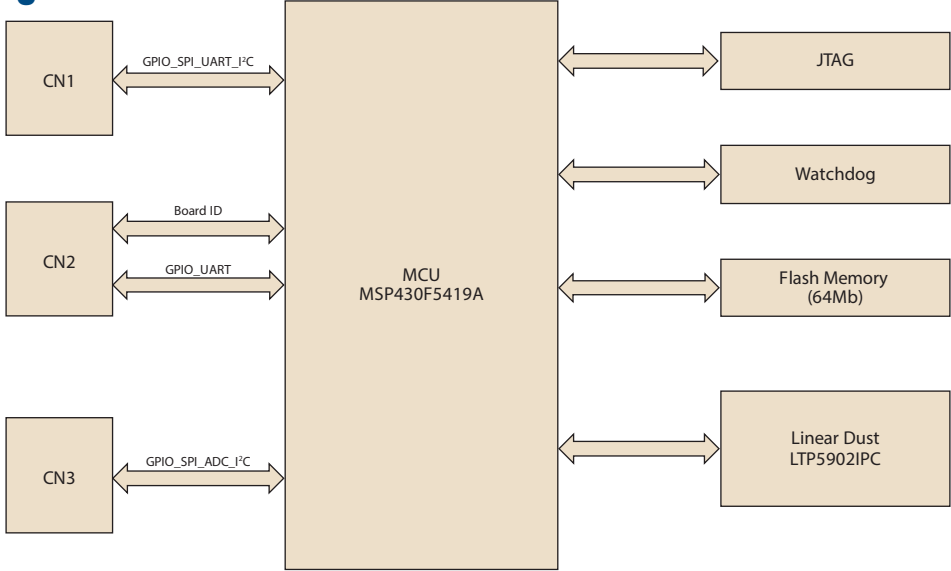 CN1
GPIO_SPI_UART_I²C
CN2
Board ID
GPIO_UART
CN3
GPIO_SPI_ADC_I²C
MCU
MSP430F5419A
JTAG
Watchdog
Flash Memory
(64Mb)
Linear Dust
LTP5902IPC